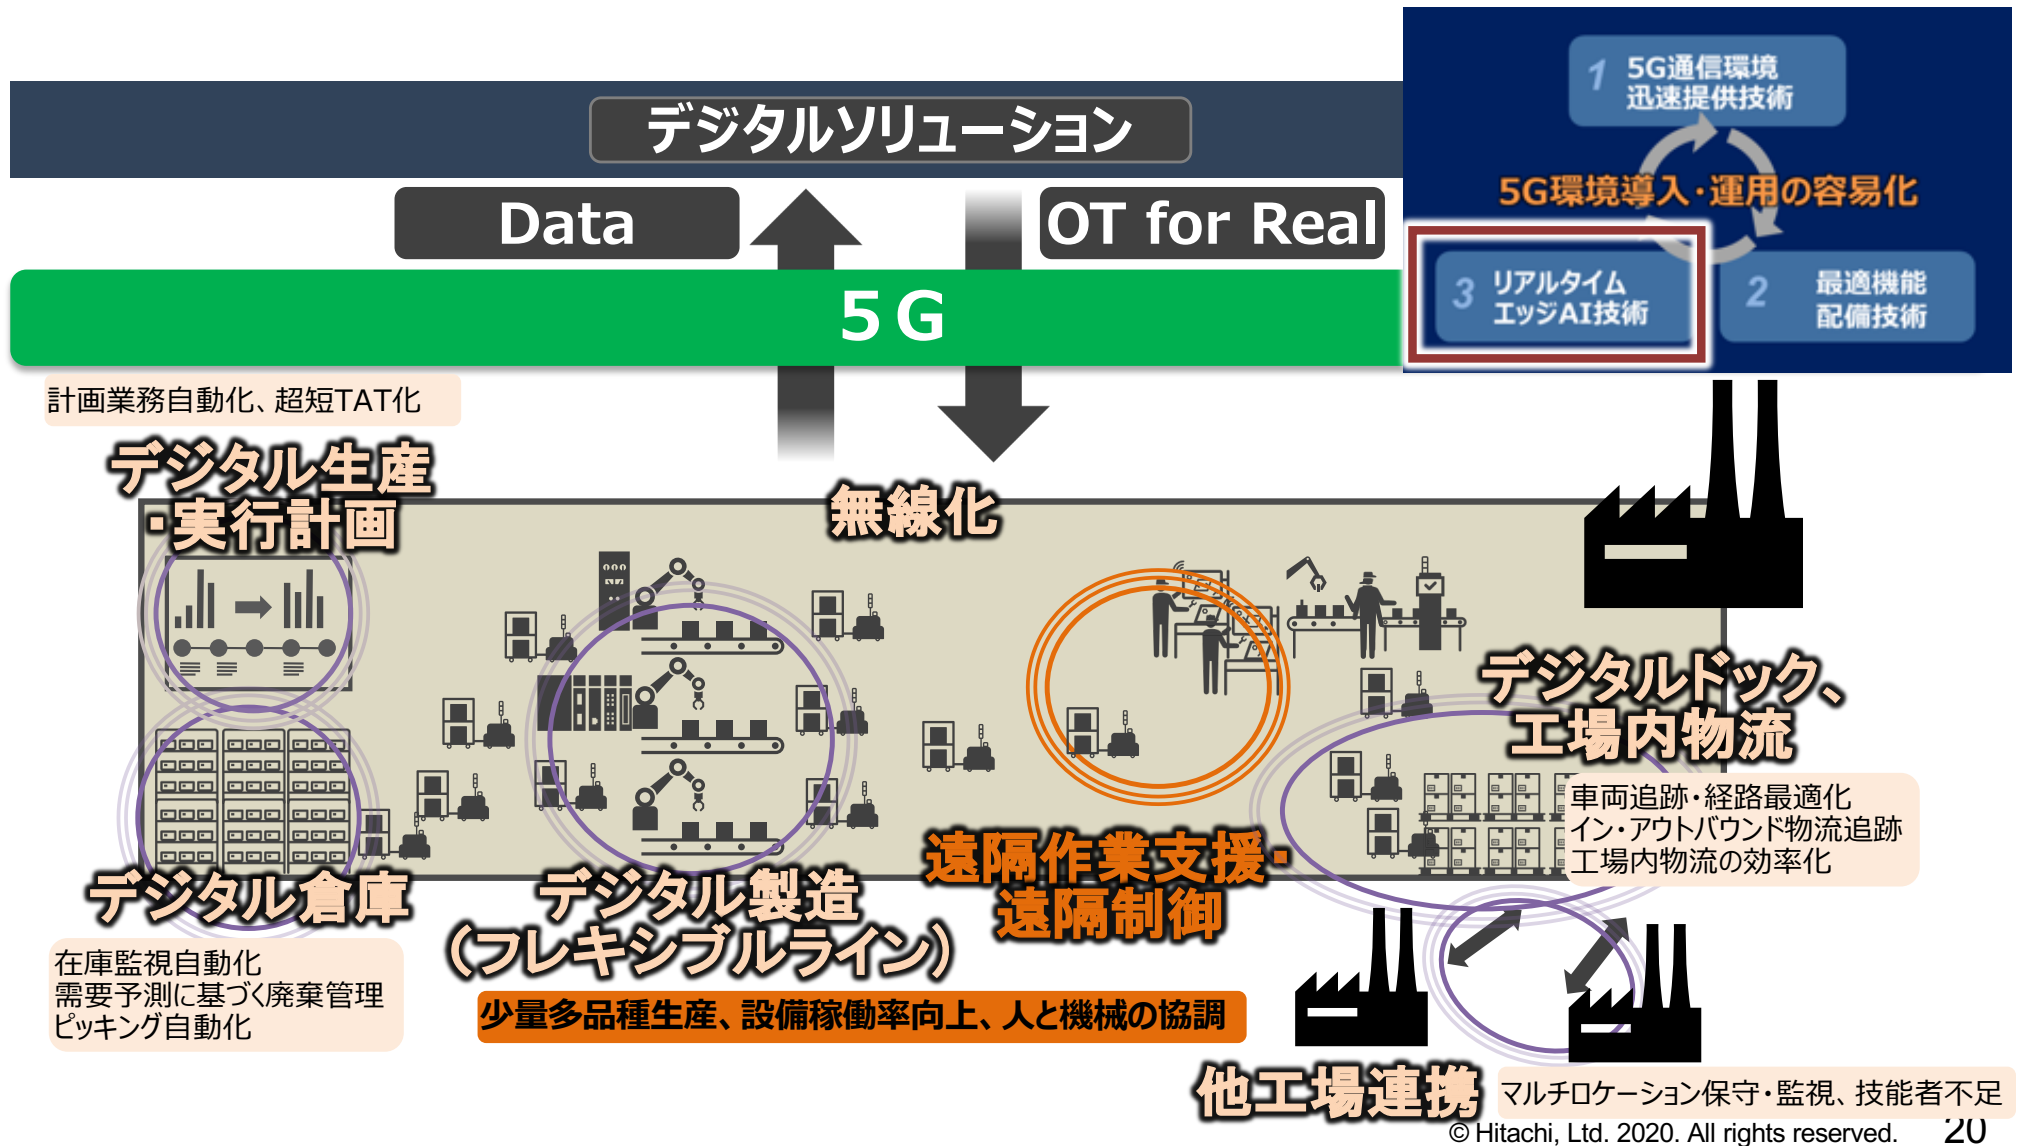 デジタルソリューション
1 5G通信環境
迅速提供技術
5G環境導入・運用の容易化
3 リアルタイム
エッジAI技術
2 最適機能
配備技術
Data
OT for Real
5G
計画業務自動化、超短TAT化
デジタル生産
・実行計画
無線化
デジタルドック、
工場内物流
車両追跡・経路最適化
イン・アウトバウンド物流追跡
工場内物流の効率化
デジタル倉庫
在庫監視自動化
需要予測に基づく廃棄管理
ピッキング自動化
デジタル製造
（フレキシブルライン）
遠隔作業支援・
遠隔制御
少量多品種生産、設備稼働率向上、人と機械の協調
他工場連携
マルチロケーション保守・監視、技能者不足
© Hitachi, Ltd. 2020. All rights reserved.
20